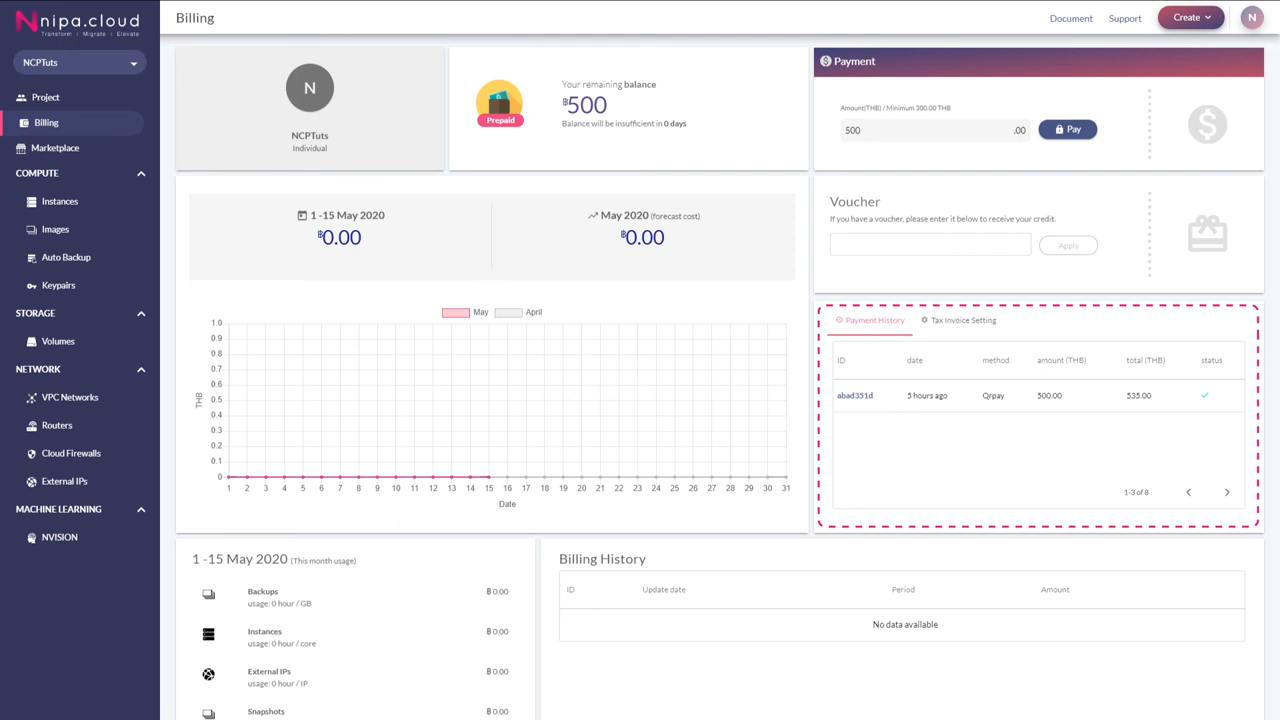 nipa.cloud
Transform | Migrate | Elevate
NCPTuts
Project
Billing
Marketplace
COMPUTE
Instances
Images
Auto Backup
Keypairs
STORAGE
Volumes
NETWORK
VPC Networks
Routers
Cloud Firewalls
External IPs
MACHINE LEARNING
NVISION
Billing
Document
Support
Create
N
N
NCPTuts
Individual
Prepaid
Your remaining balance
฿500
Balance will be insufficient in 0 days
Payment
Amount(THB) / Minimum 300.00 THB
500 .00
Pay
1 -15 May 2020
฿0.00
May 2020 (forecast cost)
฿0.00
Voucher
If you have a voucher, please enter it below to receive your credit.
Apply
May April
1.0
0.9
0.8
0.7
0.6
0.5
0.4
0.3
0.2
0.1
0
THB
1 2 3 4 5 6 7 8 9 10 11 12 13 14 15 16 17 18 19 20 21 22 23 24 25 26 27 28 29 30 31
Date
Payment History Tax Invoice Setting
ID date method amount (THB) total (THB) status
abad351d 5 hours ago Qrpay 500.00 535.00
1-3 of 8
1 -15 May 2020 (This month usage)
Backups ฿ 0.00
usage: 0 hour / GB
Instances ฿ 0.00
usage: 0 hour / core
External IPs ฿ 0.00
usage: 0 hour / IP
Snapshots ฿ 0.00
Billing History
ID Update date Period Amount
No data available